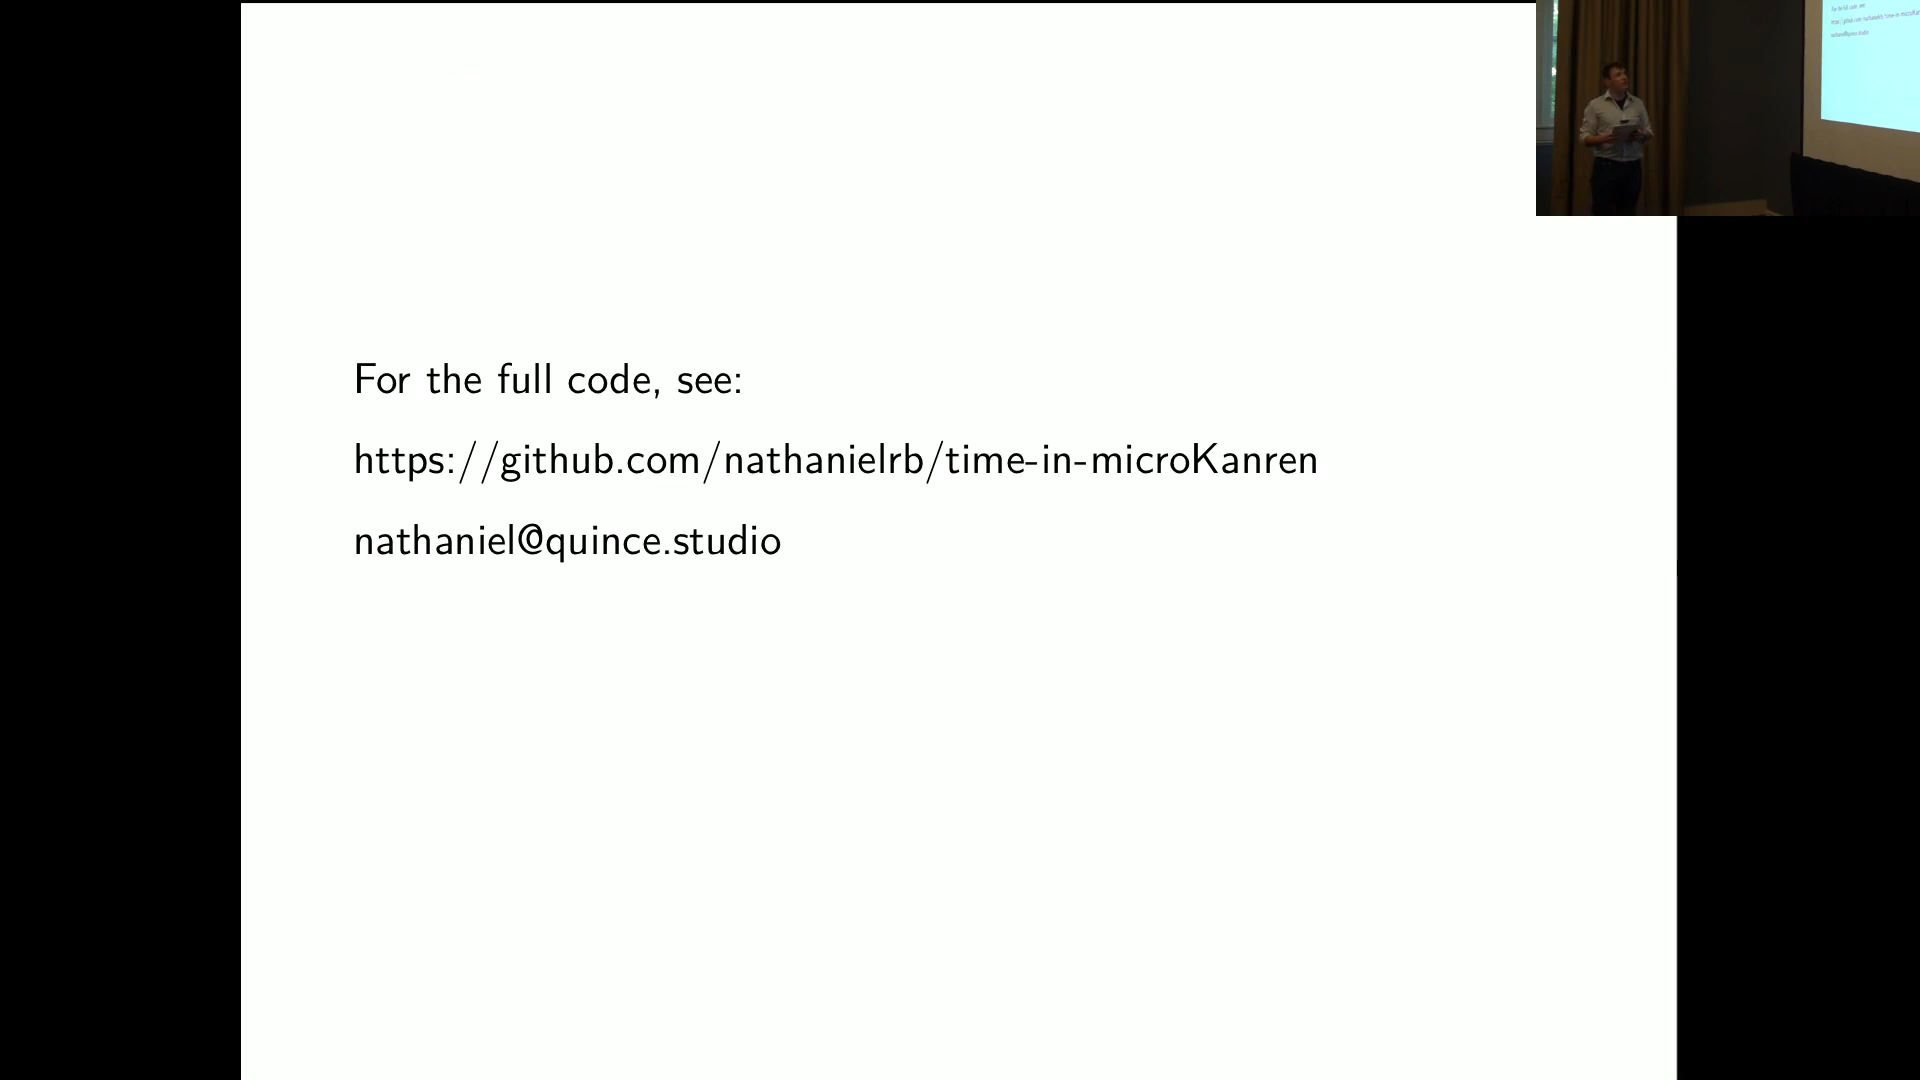 For the full code, see:
https://github.com/nathanielrb/time-in-microKanren
nathaniel@quince.studio